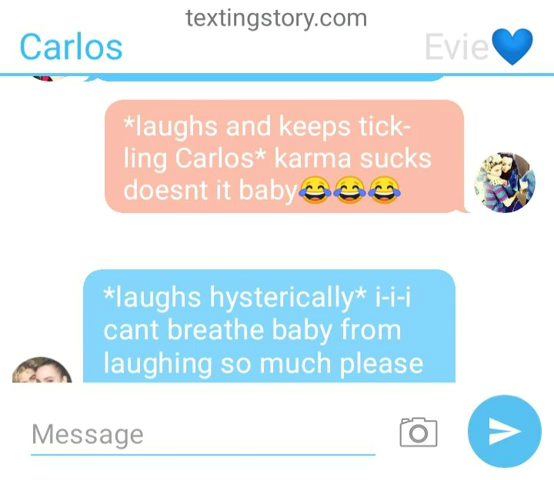 textingstory.com
Carlos
Evie💙
*laughs and keeps tick-
ling Carlos* karma sucks
doesnt it baby😂😂😂
*laughs hysterically* i-i-i
cant breathe baby from
laughing so much please
Message